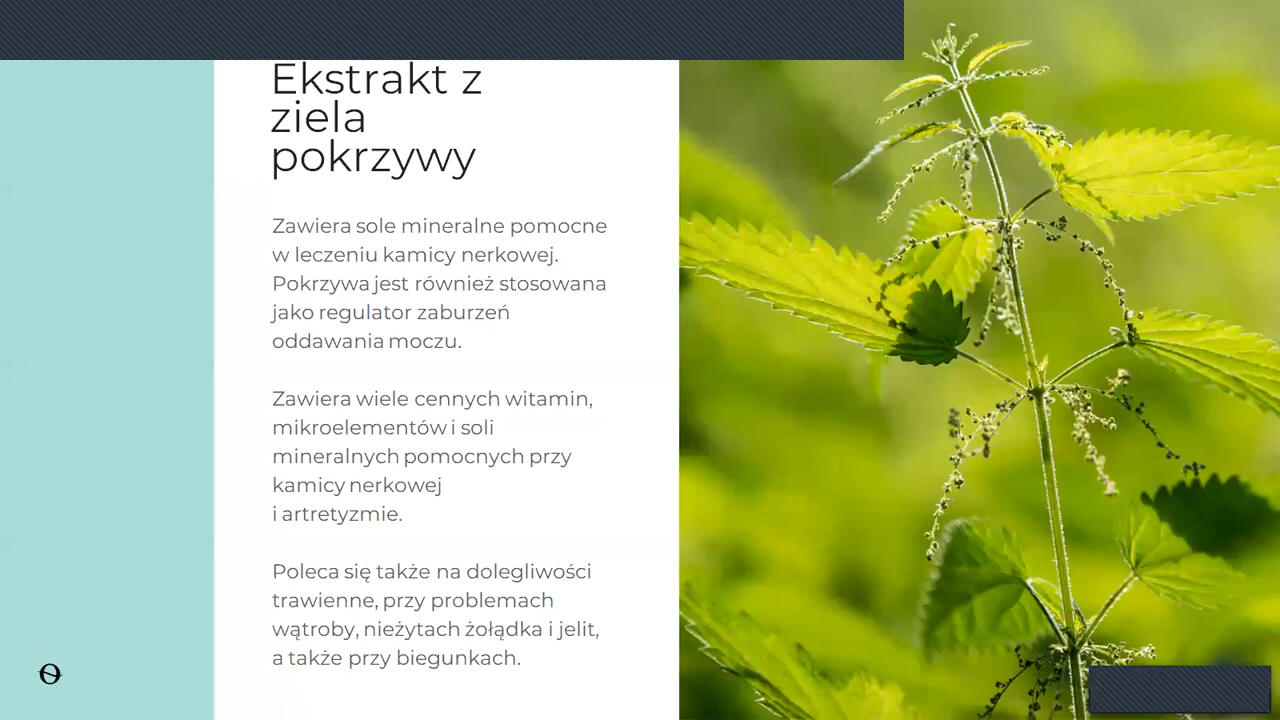 Ekstrakt z
ziela
pokrzywy
Zawiera sole mineralne pomocne
w leczeniu kamicy nerkowej.
Pokrzywa jest również stosowana
jako regulator zaburzeń
oddawania moczu.
Zawiera wiele cennych witamin,
mikroelementów i soli
mineralnych pomocnych przy
kamicy nerkowej
i artretyzmie.
Poleca się także na dolegliwości
trawienne, przy problemach
wątroby, nieżytach żołądka i jelit,
a także przy biegunkach.